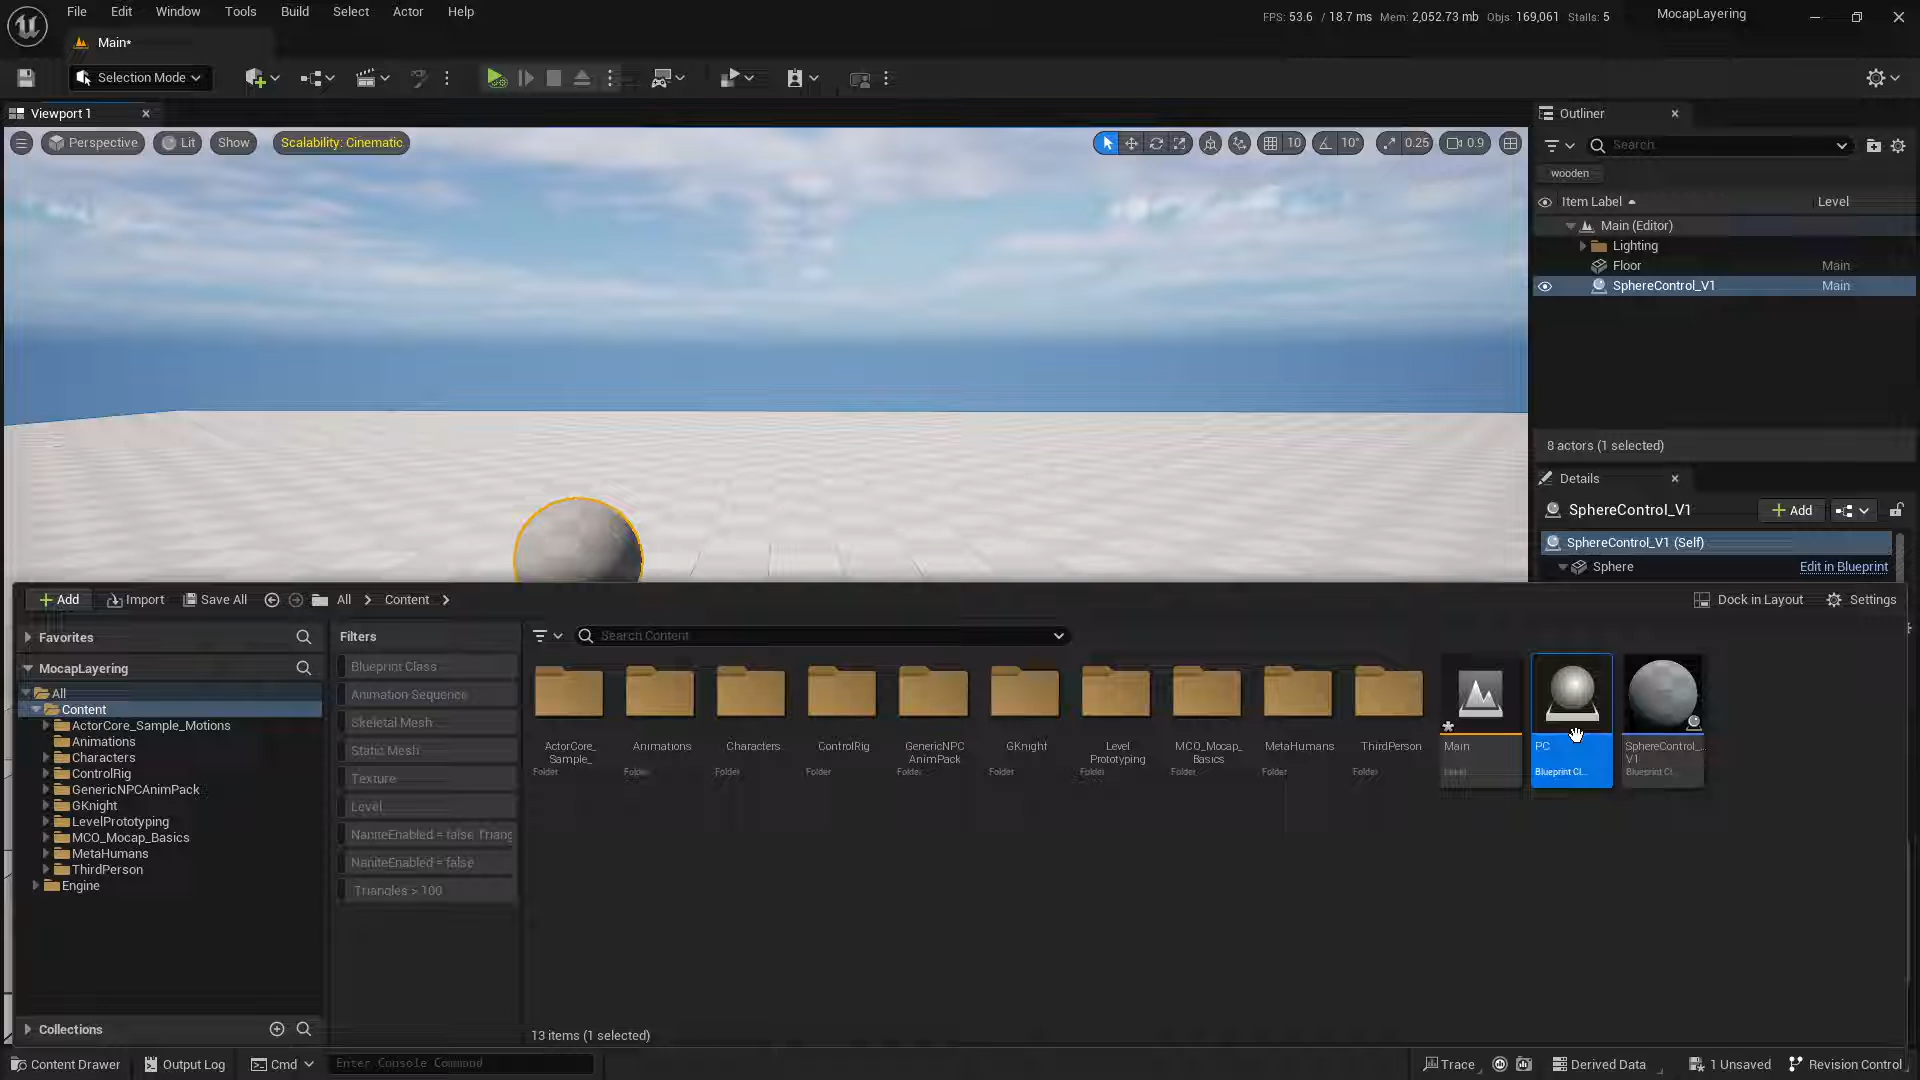 File Edit Window Tools Build Select Actor Help
FPS: 53.6 / 18.7 ms Mem: 2,052.73 mb Objs: 169,061 Stalls: 5
MocapLayering
Main*
Selection Mode
Viewport 1
Perspective Lit Show Scalability: Cinematic
10 10° 0.25 0.9
Outliner
Search
wooden
Item Label Level
Main (Editor)
Lighting
Floor Main
SphereControl_V1 Main
8 actors (1 selected)
Details
SphereControl_V1 Add
SphereControl_V1 (Self)
Sphere Edit in Blueprint
Add Import Save All All Content Dock in Layout Settings
Favorites
MocapLayering
All
Content
ActorCore_Sample_Motions
Animations
Characters
ControlRig
GenericNPCAnimPack
GKnight
LevelPrototyping
MCO_Mocap_Basics
MetaHumans
ThirdPerson
Engine
Collections
Filters
Blueprint Class
Animation Sequence
Skeletal Mesh
Static Mesh
Texture
Level
NaniteEnabled = false Triang
NaniteEnabled = false
Triangles > 100
Search Content
ActorCore_
Sample_
Folder
Animations
Folder
Characters
Folder
ControlRig
Folder
GenericNPC
AnimPack
Folder
GKnight
Folder
Level
Prototyping
Folder
MCO_Mocap_
Basics
Folder
MetaHumans
Folder
ThirdPerson
Folder
Main
Level
PC
Blueprint Cl...
SphereControl_
V1
Blueprint Cl...
13 items (1 selected)
Content Drawer Output Log Cmd Enter Console Command
Trace Derived Data 1 Unsaved Revision Control